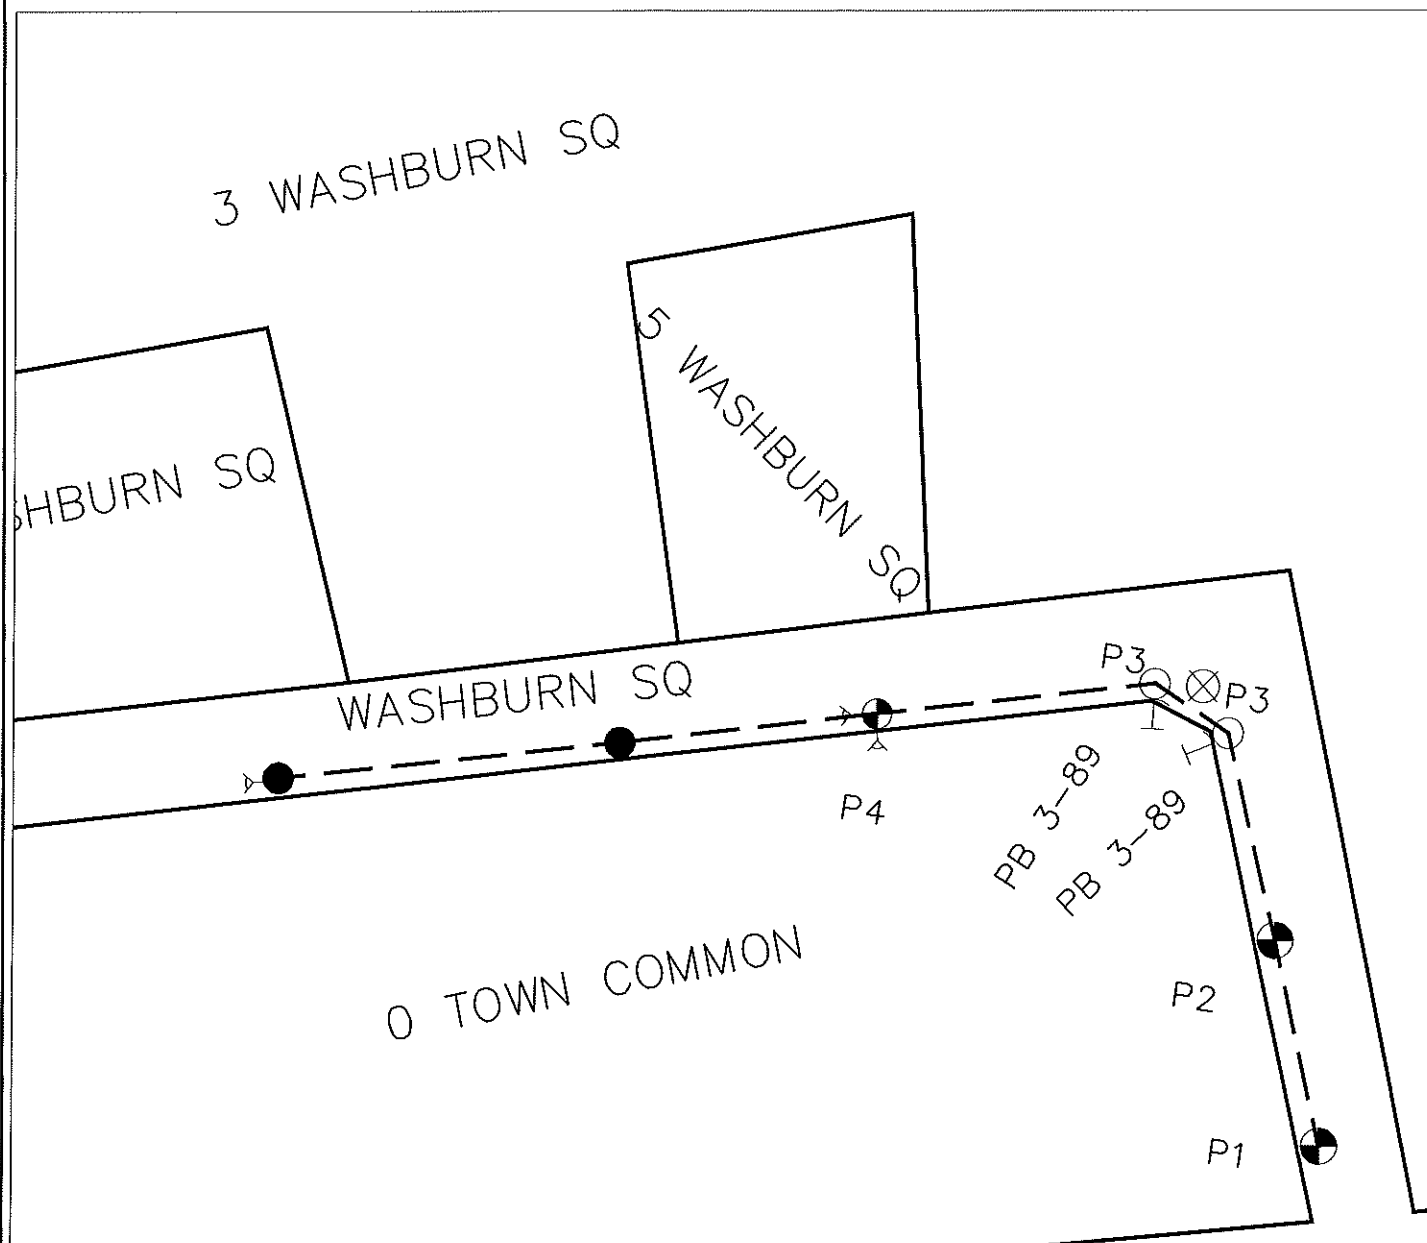 3 WASHBURN SQ
5 WASHBURN SQ
SHBURN SQ
WASHBURN SQ
P3
P3
P4
PB 3-89
PB 3-89
0 TOWN COMMON
P2
P1